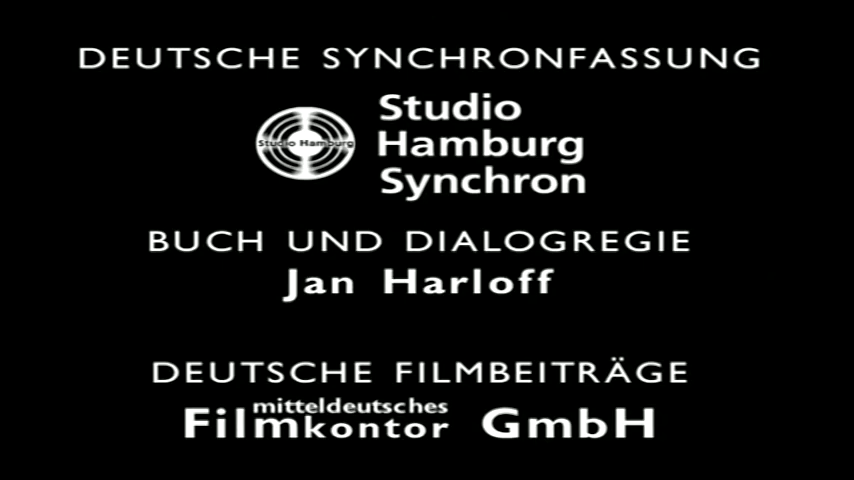 DEUTSCHE SYNCHRONFASSUNG
Studio Hamburg
Studio
Hamburg
Synchron
BUCH UND DIALOGREGIE
Jan Harloff
DEUTSCHE FILMBEITRÄGE
mitteldeutsches
Filmkontor GmbH